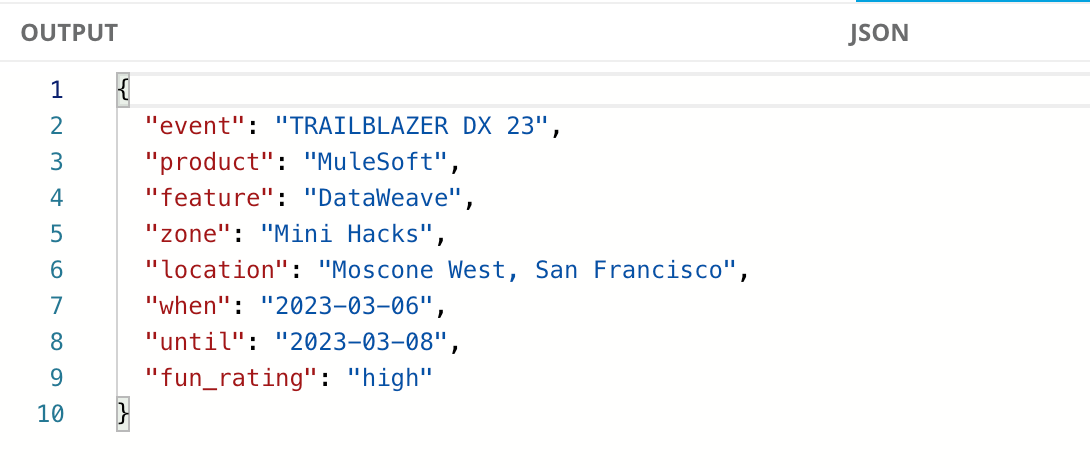 OUTPUT JSON
1 {
2 "event": "TRAILBLAZER DX 23",
3 "product": "MuleSoft",
4 "feature": "DataWeave",
5 "zone": "Mini Hacks",
6 "location": "Moscone West, San Francisco",
7 "when": "2023-03-06",
8 "until": "2023-03-08",
9 "fun_rating": "high"
10 }